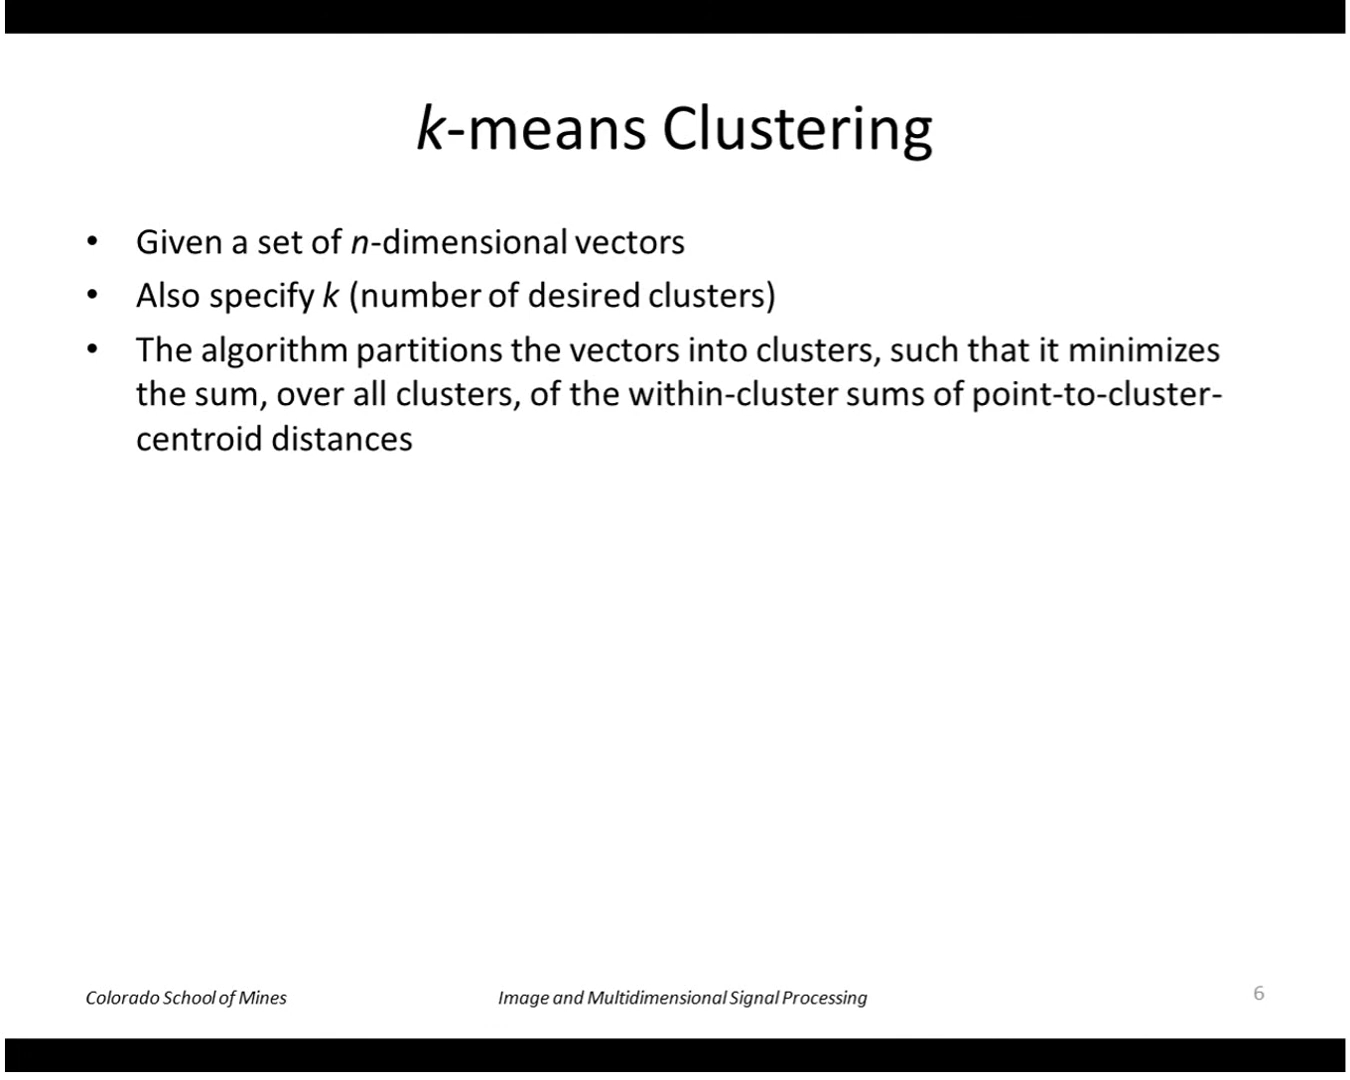 k-means Clustering
• Given a set of n-dimensional vectors
• Also specify k (number of desired clusters)
• The algorithm partitions the vectors into clusters, such that it minimizes
the sum, over all clusters, of the within-cluster sums of point-to-cluster-
centroid distances
Colorado School of Mines
Image and Multidimensional Signal Processing
6